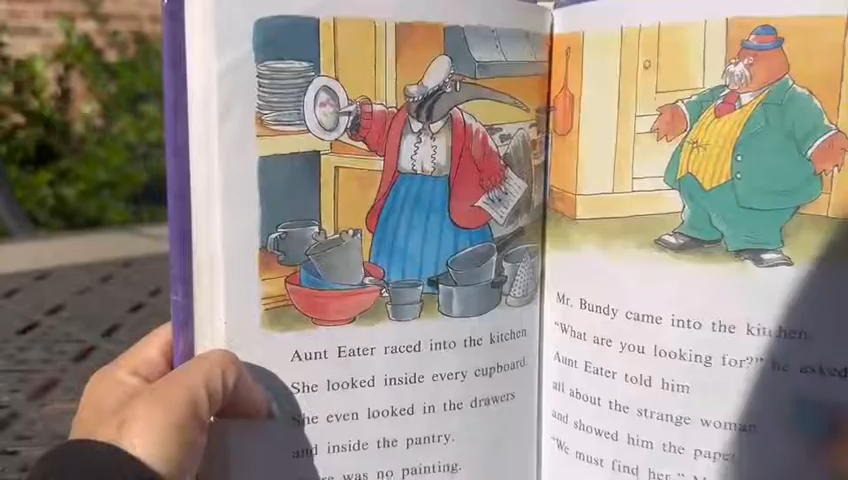 Aunt Eater raced into the kitchen.
She looked inside every cupboard.
She even looked in the drawers
and inside the pantry.
was no painting.
Mr. Bundy came into the kitchen.
"What are you looking for?" he asked
Aunt Eater told him
all about the strange woman
and showed him the paper
"We must find her,"